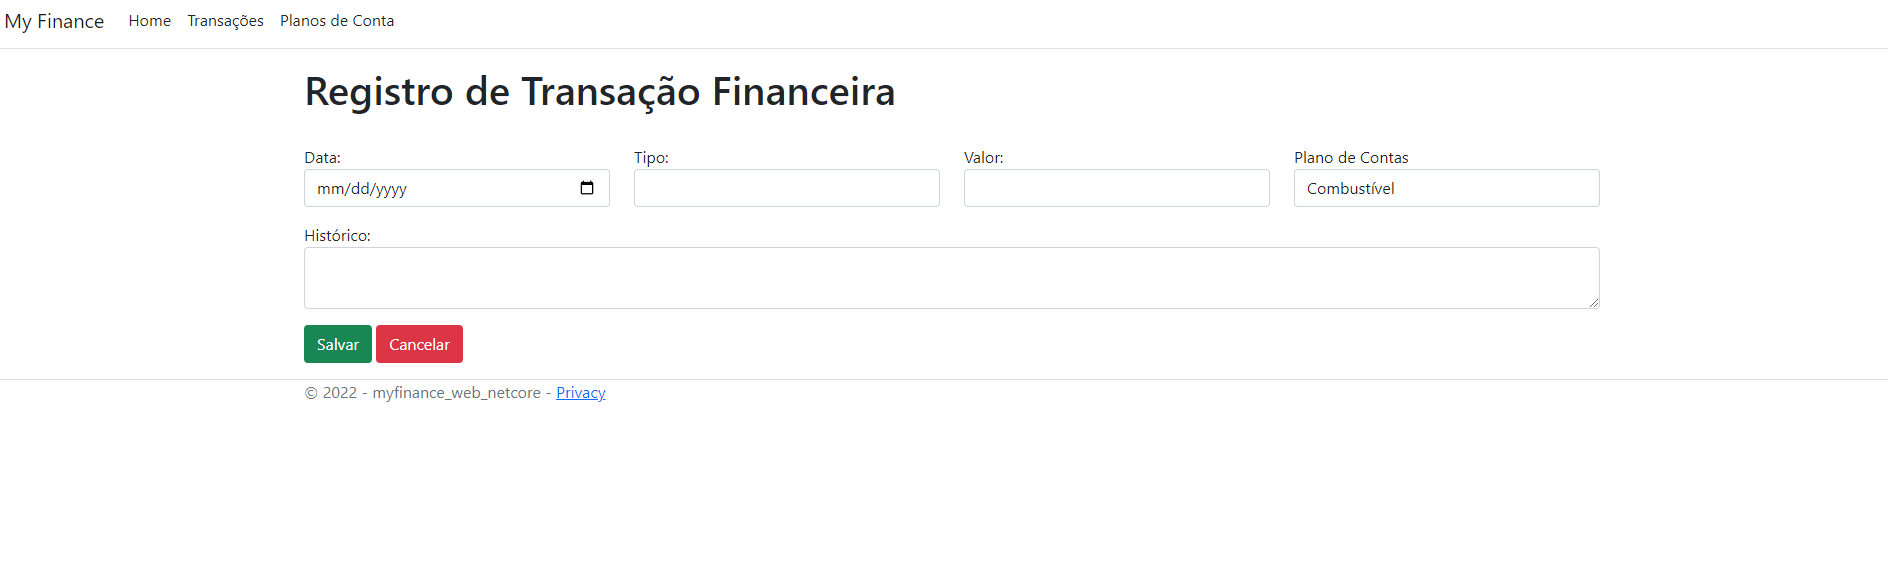 My Finance Home Transações Planos de Conta
Registro de Transação Financeira
Data: Tipo: Valor: Plano de Contas
mm/dd/yyyy Combustível
Histórico:
Salvar Cancelar
© 2022 - myfinance_web_netcore - Privacy